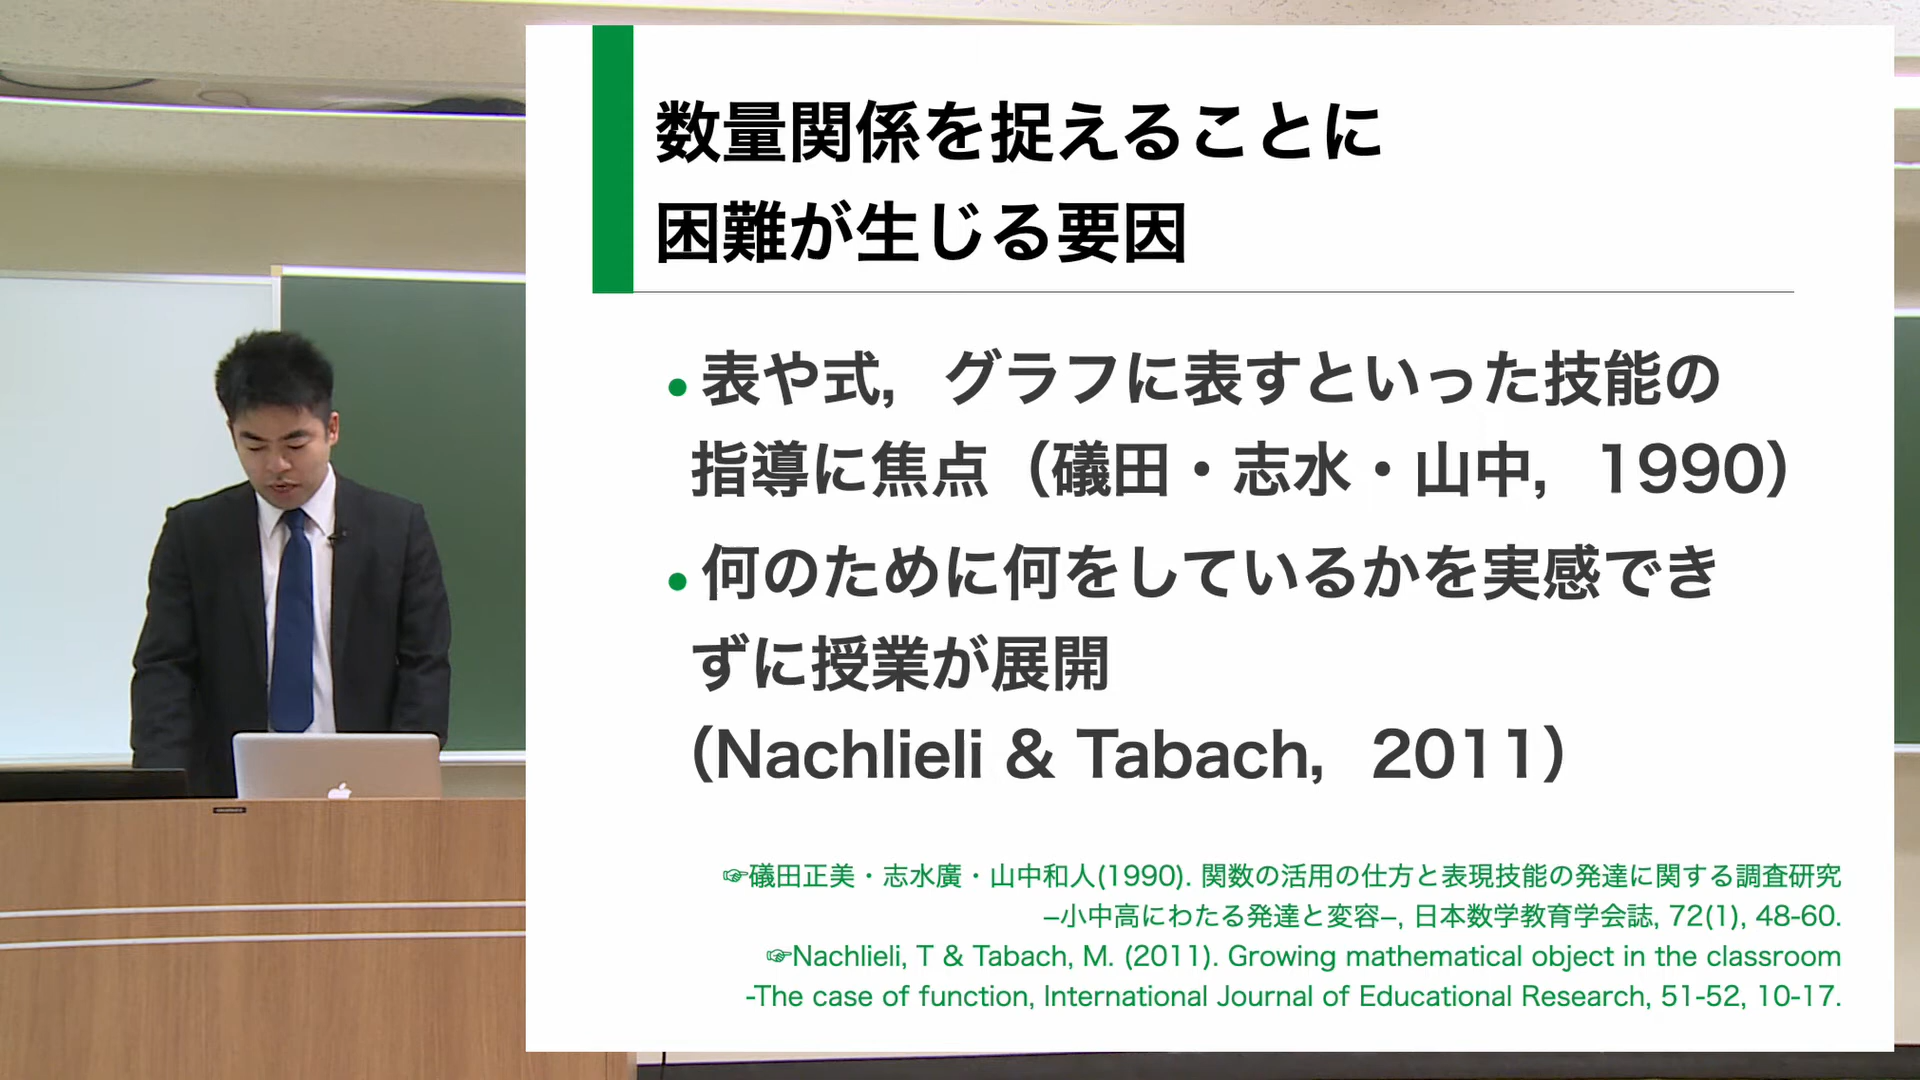 数量関係を捉えることに
困難が生じる要因
•表や式，グラフに表すといった技能の
指導に焦点（礒田・志水・山中，1990）
•何のために何をしているかを実感でき
ずに授業が展開
（Nachlieli & Tabach，2011）
☞礒田正美・志水廣・山中和人(1990). 関数の活用の仕方と表現技能の発達に関する調査研究
–小中高にわたる発達と変容–, 日本数学教育学会誌, 72(1), 48-60.
☞Nachlieli, T & Tabach, M. (2011). Growing mathematical object in the classroom
-The case of function, International Journal of Educational Research, 51-52, 10-17.